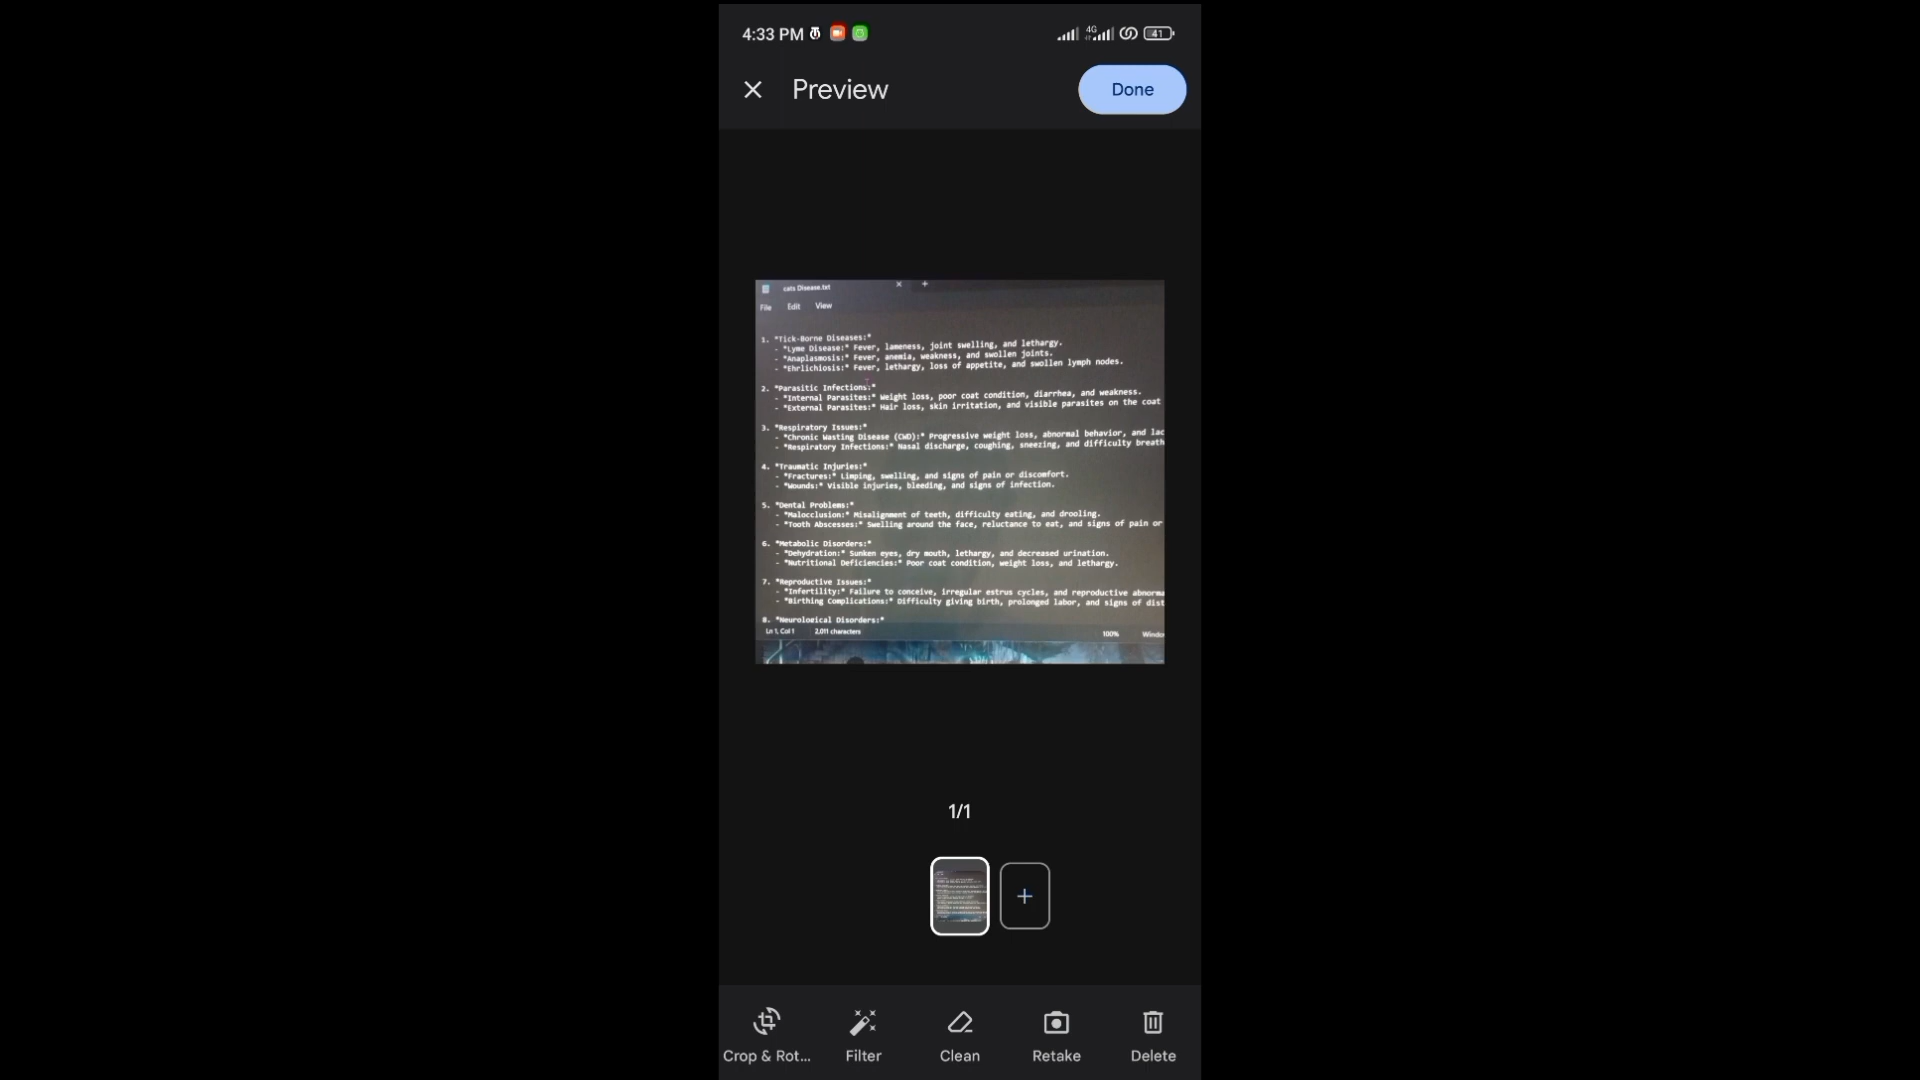 4:33 PM
4G
41
Preview
Done
cats Disease.txt
File Edit View
1. *Tick-Borne Diseases:*
- *Lyme Disease:* Fever, lameness, joint swelling, and lethargy.
- *Anaplasmosis:* Fever, anemia, weakness, and swollen joints.
- *Ehrlichiosis:* Fever, lethargy, loss of appetite, and swollen lymph nodes.
2. *Parasitic Infections:*
- *Internal Parasites:* Weight loss, poor coat condition, diarrhea, and weakness.
- *External Parasites:* Hair loss, skin irritation, and visible parasites on the coat
3. *Respiratory Issues:*
- *Chronic Wasting Disease (CWD):* Progressive weight loss, abnormal behavior, and lac
- *Respiratory Infections:* Nasal discharge, coughing, sneezing, and difficulty breath
4. *Traumatic Injuries:*
- *Fractures:* Limping, swelling, and signs of pain or discomfort.
- *Wounds:* Visible injuries, bleeding, and signs of infection.
5. *Dental Problems:*
- *Malocclusion:* Misalignment of teeth, difficulty eating, and drooling.
- *Tooth Abscesses:* Swelling around the face, reluctance to eat, and signs of pain or
6. *Metabolic Disorders:*
- *Dehydration:* Sunken eyes, dry mouth, lethargy, and decreased urination.
- *Nutritional Deficiencies:* Poor coat condition, weight loss, and lethargy.
7. *Reproductive Issues:*
- *Infertility:* Failure to conceive, irregular estrus cycles, and reproductive abnorma
- *Birthing Complications:* Difficulty giving birth, prolonged labor, and signs of dist
8. *Neurological Disorders:*
Ln 1, Col 1 2,011 characters 100% Window
1/1
Crop & Rot... Filter Clean Retake Delete